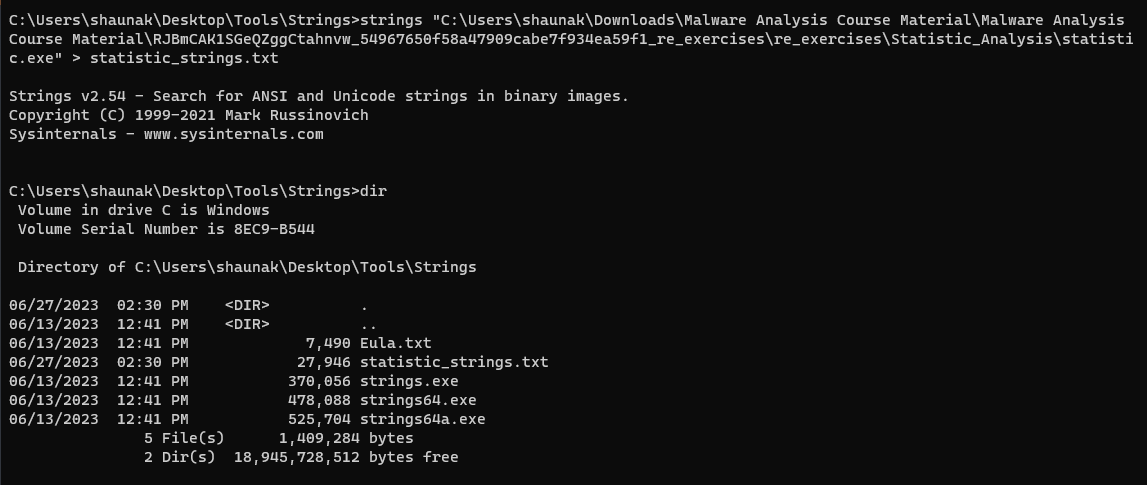 C:\Users\shaunak\Desktop\Tools\Strings>strings "C:\Users\shaunak\Downloads\Malware Analysis Course Material\Malware Analysis
Course Material\RJBmCAK1SGeQZggCtahnvw_54967650f58a47909cabe7f934ea59f1_re_exercises\re_exercises\Statistic_Analysis\statisti
c.exe" > statistic_strings.txt
Strings v2.54 - Search for ANSI and Unicode strings in binary images.
Copyright (C) 1999-2021 Mark Russinovich
Sysinternals - www.sysinternals.com
C:\Users\shaunak\Desktop\Tools\Strings>dir
 Volume in drive C is Windows
 Volume Serial Number is 8EC9-B544
 Directory of C:\Users\shaunak\Desktop\Tools\Strings
06/27/2023  02:30 PM    <DIR>          .
06/13/2023  12:41 PM    <DIR>          ..
06/13/2023  12:41 PM             7,490 Eula.txt
06/27/2023  02:30 PM            27,946 statistic_strings.txt
06/13/2023  12:41 PM           370,056 strings.exe
06/13/2023  12:41 PM           478,088 strings64.exe
06/13/2023  12:41 PM           525,704 strings64a.exe
               5 File(s)      1,409,284 bytes
               2 Dir(s)  18,945,728,512 bytes free